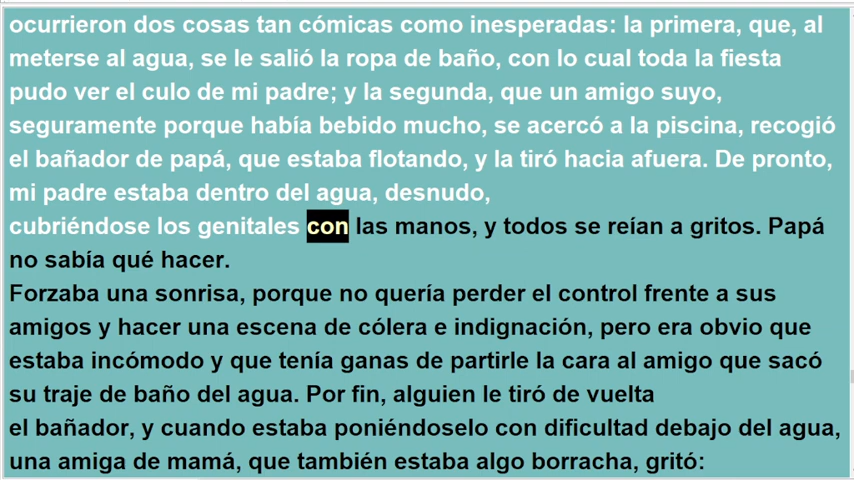 ocurrieron dos cosas tan cómicas como inesperadas: la primera, que, al
meterse al agua, se le salió la ropa de baño, con lo cual toda la fiesta
pudo ver el culo de mi padre; y la segunda, que un amigo suyo,
seguramente porque había bebido mucho, se acercó a la piscina, recogió
el bañador de papá, que estaba flotando, y la tiró hacia afuera. De pronto,
mi padre estaba dentro del agua, desnudo,
cubriéndose los genitales con las manos, y todos se reían a gritos. Papá
no sabía qué hacer.
Forzaba una sonrisa, porque no quería perder el control frente a sus
amigos y hacer una escena de cólera e indignación, pero era obvio que
estaba incómodo y que tenía ganas de partirle la cara al amigo que sacó
su traje de baño del agua. Por fin, alguien le tiró de vuelta
el bañador, y cuando estaba poniéndoselo con dificultad debajo del agua,
una amiga de mamá, que también estaba algo borracha, gritó: